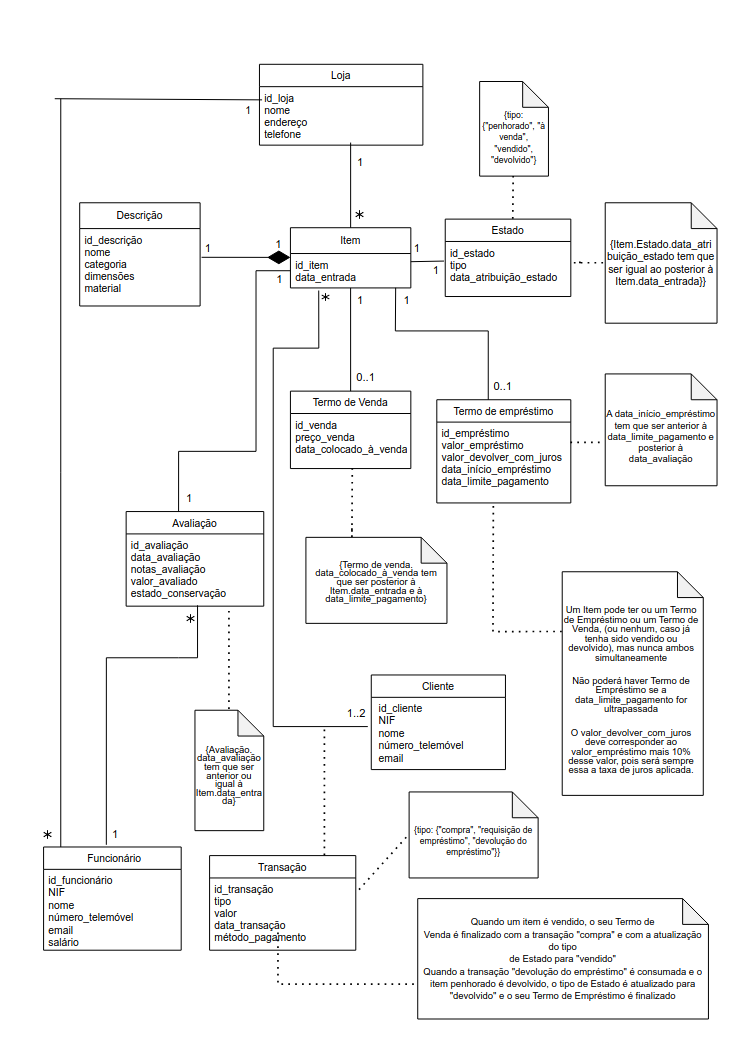 Loja
id_loja
nome
endereço
telefone
1
1
*
{tipo:
{"penhorado", "à
venda",
"vendido",
"devolvido"}
Descrição
id_descrição
nome
categoria
dimensões
material
1
1
Item
id_item
data_entrada
1
1
Estado
id_estado
tipo
data_atribuição_estado
{Item.Estado.data_atri
buição_estado tem que
ser igual ao posterior à
Item.data_entrada}}
1
*
1
1
0..1
0..1
Termo de Venda
id_venda
preço_venda
data_colocado_à_venda
Termo de empréstimo
id_empréstimo
valor_empréstimo
valor_devolver_com_juros
data_início_empréstimo
data_limite_pagamento
A data_início_empréstimo
tem que ser anterior à
data_limite_pagamento e
posterior à
data_avaliação
1
Avaliação
id_avaliação
data_avaliação
notas_avaliação
valor_avaliado
estado_conservação
*
{Termo de venda.
data_colocado_à_venda tem
que ser posterior à
Item.data_entrada e à
data_limite_pagamento}
Um Item pode ter ou um Termo
de Empréstimo ou um Termo de
Venda, (ou nenhum, caso já
tenha sido vendido ou
devolvido), mas nunca ambos
simultaneamente
Não poderá haver Termo de
Empréstimo se a
data_limite_pagamento for
ultrapassada
O valor_devolver_com_juros
deve corresponder ao
valor_empréstimo mais 10%
desse valor, pois será sempre
essa a taxa de juros aplicada.
1..2
Cliente
id_cliente
NIF
nome
número_telemóvel
email
{Avaliação.
data_avaliação
tem que ser
anterior ou
igual à
Item.data_entra
da}
{tipo: {"compra", "requisição de
empréstimo", "devolução do
empréstimo"}}
*
1
Funcionário
id_funcionário
NIF
nome
número_telemóvel
email
salário
Transação
id_transação
tipo
valor
data_transação
método_pagamento
Quando um item é vendido, o seu Termo de
Venda é finalizado com a transação "compra" e com a atualização
do tipo
de Estado para "vendido"
Quando a transação "devolução do empréstimo" é consumada e o
item penhorado é devolvido, o tipo de Estado é atualizado para
"devolvido" e o seu Termo de Empréstimo é finalizado